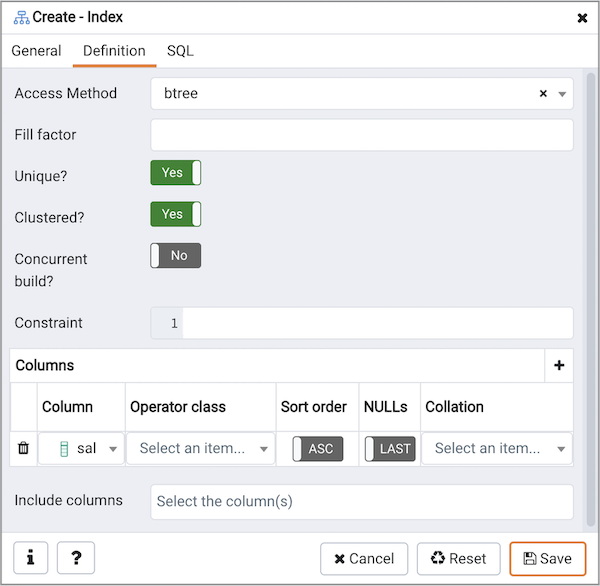 Create - Index
General Definition SQL
Access Method btree
Fill factor
Unique? Yes
Clustered? Yes
Concurrent build? No
Constraint 1
Columns
Column Operator class Sort order NULLs Collation
sal Select an item... ASC LAST Select an item...
Include columns Select the column(s)
i ? Cancel Reset Save